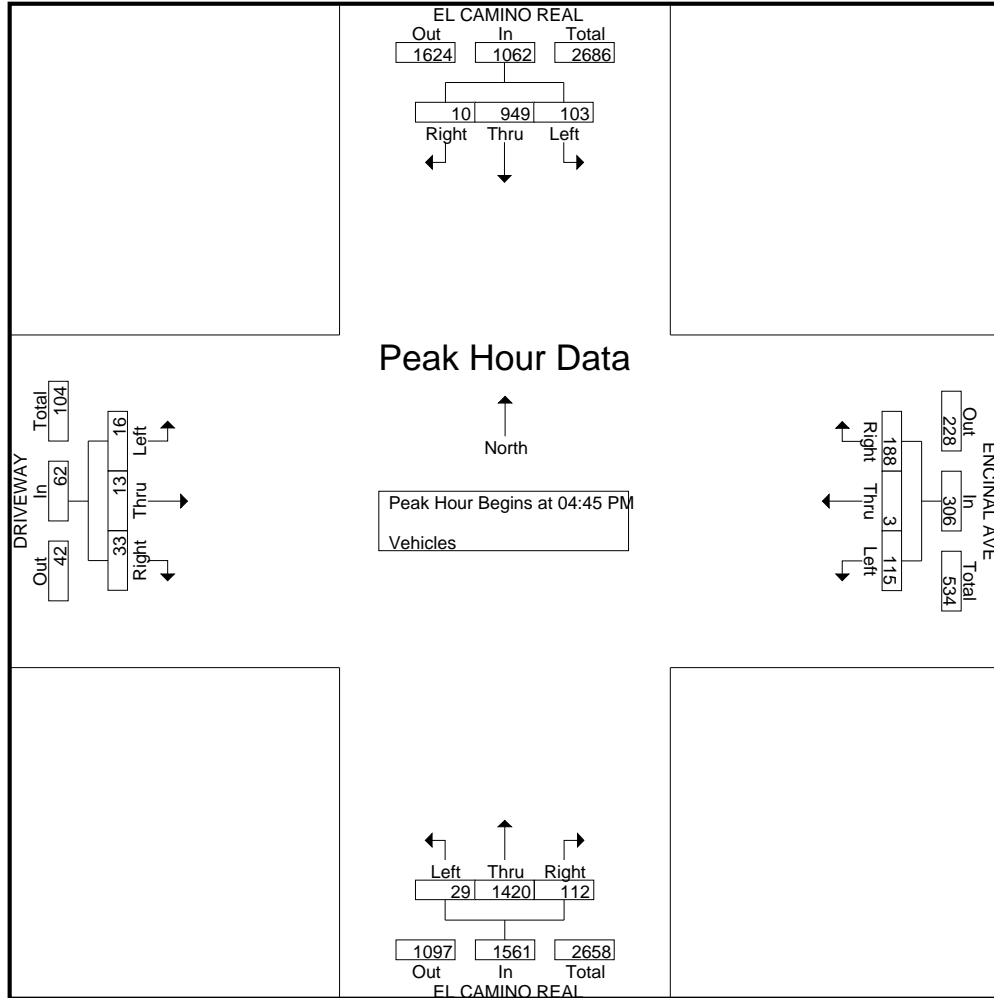 EL CAMINO REAL
Out In Total
1624 1062 2686
10 949 103
Right Thru Left
Peak Hour Data
North
Peak Hour Begins at 04:45 PM
Vehicles
DRIVEWAY
Out In Total
42 62 104
33 13 16
Right Thru Left
ENCINAL AVE
Out In Total
228 306 534
188 3 115
Right Thru Left
Left Thru Right
29 1420 112
1097 1561 2658
Out In Total
EL CAMINO REAL